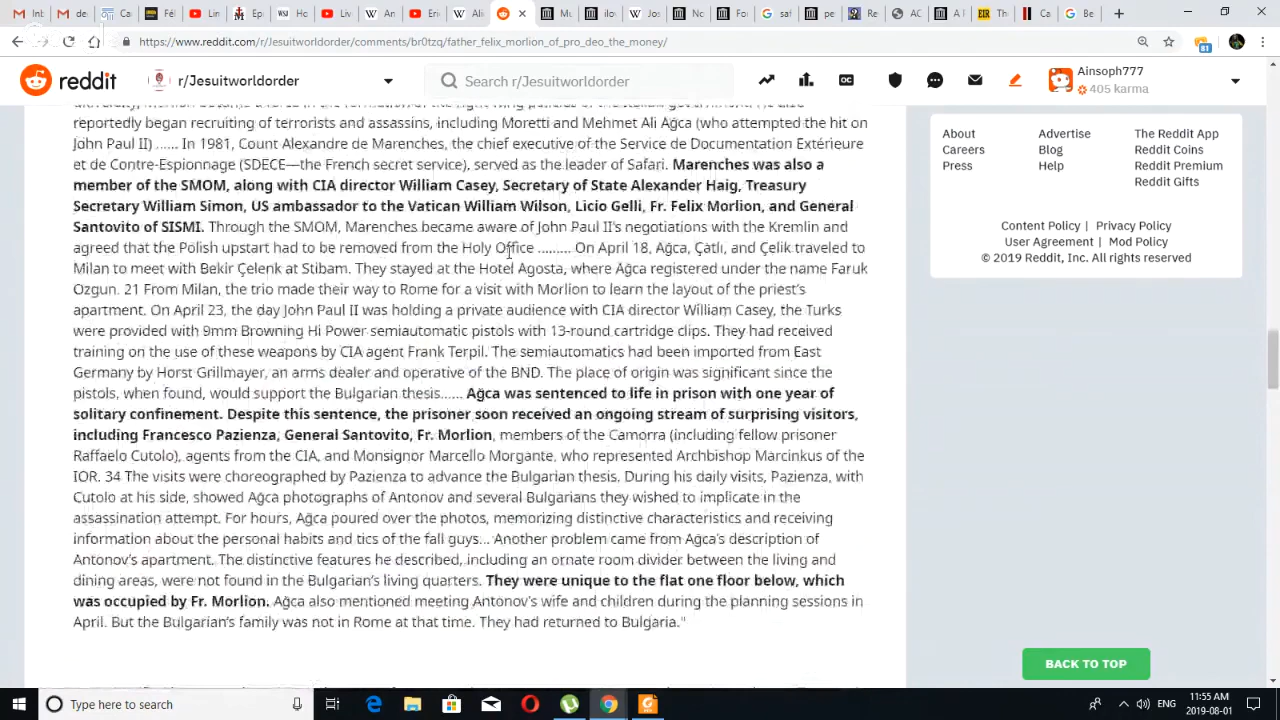 https://www.reddit.com/r/Jesuitworldorder/comments/br0tzq/father_felix_morlion_of_pro_deo_the_money/
81
reddit
r/Jesuitworldorder
Search r/Jesuitworldorder
Ainsoph777
405 karma
reportedly began recruiting of terrorists and assassins, including Moretti and Mehmet Ali Ağca (who attempted the hit on
John Paul II) ...... In 1981, Count Alexandre de Marenches, the chief executive of the Service de Documentation Extérieure
et de Contre-Espionnage (SDECE—the French secret service), served as the leader of Safari. Marenches was also a
member of the SMOM, along with CIA director William Casey, Secretary of State Alexander Haig, Treasury
Secretary William Simon, US ambassador to the Vatican William Wilson, Licio Gelli, Fr. Felix Morlion, and General
Santovito of SISMI. Through the SMOM, Marenches became aware of John Paul II's negotiations with the Kremlin and
agreed that the Polish upstart had to be removed from the Holy Office ......... On April 18, Ağca, Çatlı, and Çelik traveled to
Milan to meet with Bekir Çelenk at Stibam. They stayed at the Hotel Agosta, where Ağca registered under the name Faruk
Ozgun. 21 From Milan, the trio made their way to Rome for a visit with Morlion to learn the layout of the priest's
apartment. On April 23, the day John Paul II was holding a private audience with CIA director William Casey, the Turks
were provided with 9mm Browning Hi Power semiautomatic pistols with 13-round cartridge clips. They had received
training on the use of these weapons by CIA agent Frank Terpil. The semiautomatics had been imported from East
Germany by Horst Grillmayer, an arms dealer and operative of the BND. The place of origin was significant since the
pistols, when found, would support the Bulgarian thesis...... Ağca was sentenced to life in prison with one year of
solitary confinement. Despite this sentence, the prisoner soon received an ongoing stream of surprising visitors,
including Francesco Pazienza, General Santovito, Fr. Morlion, members of the Camorra (including fellow prisoner
Raffaelo Cutolo), agents from the CIA, and Monsignor Marcello Morgante, who represented Archbishop Marcinkus of the
IOR. 34 The visits were choreographed by Pazienza to advance the Bulgarian thesis. During his daily visits, Pazienza, with
Cutolo at his side, showed Ağca photographs of Antonov and several Bulgarians they wished to implicate in the
assassination attempt. For hours, Ağca poured over the photos, memorizing distinctive characteristics and receiving
information about the personal habits and tics of the fall guys... Another problem came from Ağca's description of
Antonov's apartment. The distinctive features he described, including an ornate room divider between the living and
dining areas, were not found in the Bulgarian's living quarters. They were unique to the flat one floor below, which
was occupied by Fr. Morlion. Ağca also mentioned meeting Antonov's wife and children during the planning sessions in
April. But the Bulgarian's family was not in Rome at that time. They had returned to Bulgaria."
About Advertise The Reddit App
Careers Blog Reddit Coins
Press Help Reddit Premium
Reddit Gifts
Content Policy | Privacy Policy
User Agreement | Mod Policy
© 2019 Reddit, Inc. All rights reserved
BACK TO TOP
Type here to search
ENG
11:55 AM
2019-08-01